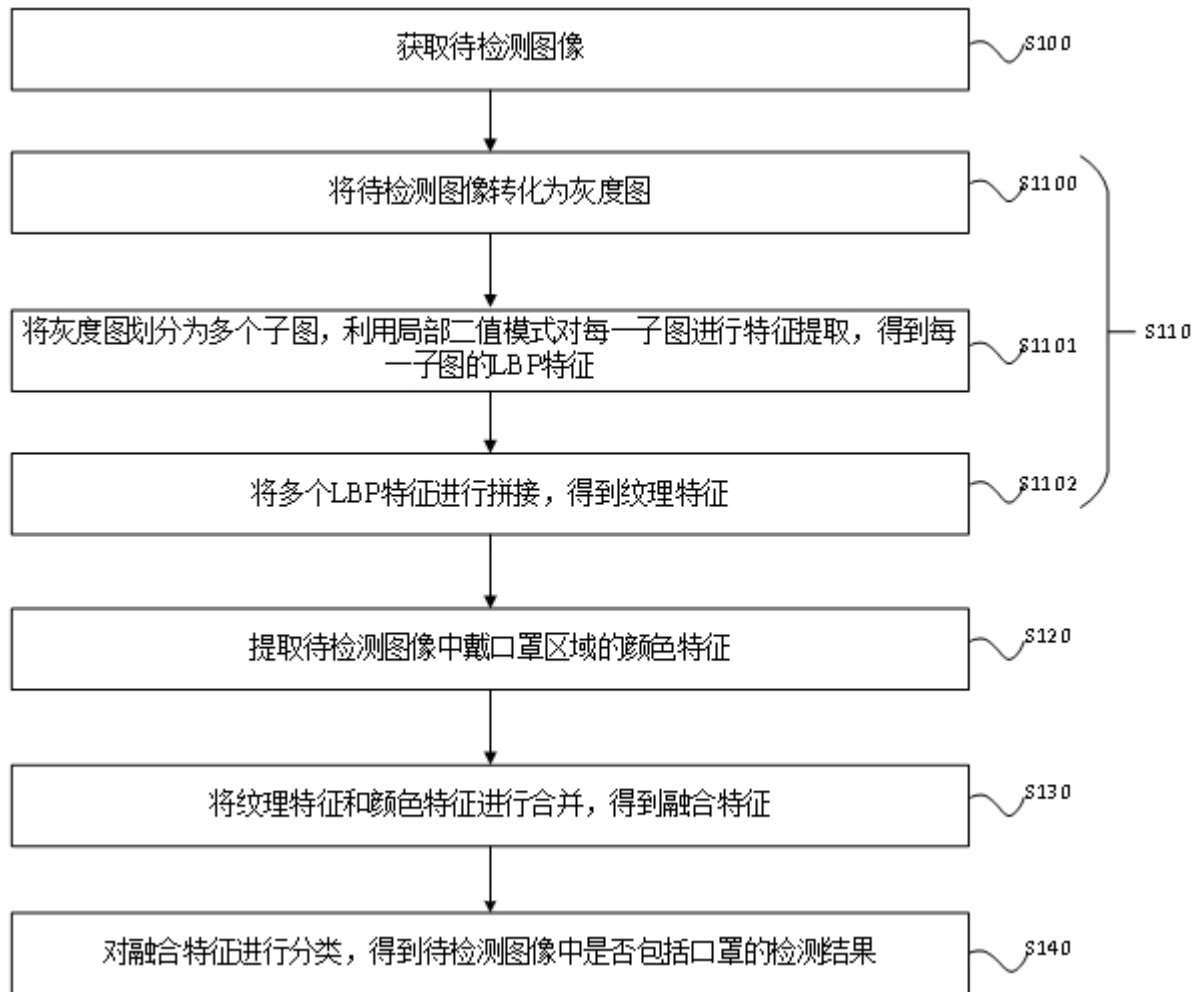 获取待检测图像
S100
将待检测图像转化为灰度图
S1100
将灰度图划分为多个子图，利用局部二值模式对每一子图进行特征提取，得到每
一子图的LBP特征
S1101
S110
将多个LBP特征进行拼接，得到纹理特征
S1102
提取待检测图像中戴口罩区域的颜色特征
S120
将纹理特征和颜色特征进行合并，得到融合特征
S130
对融合特征进行分类，得到待检测图像中是否包括口罩的检测结果
S140